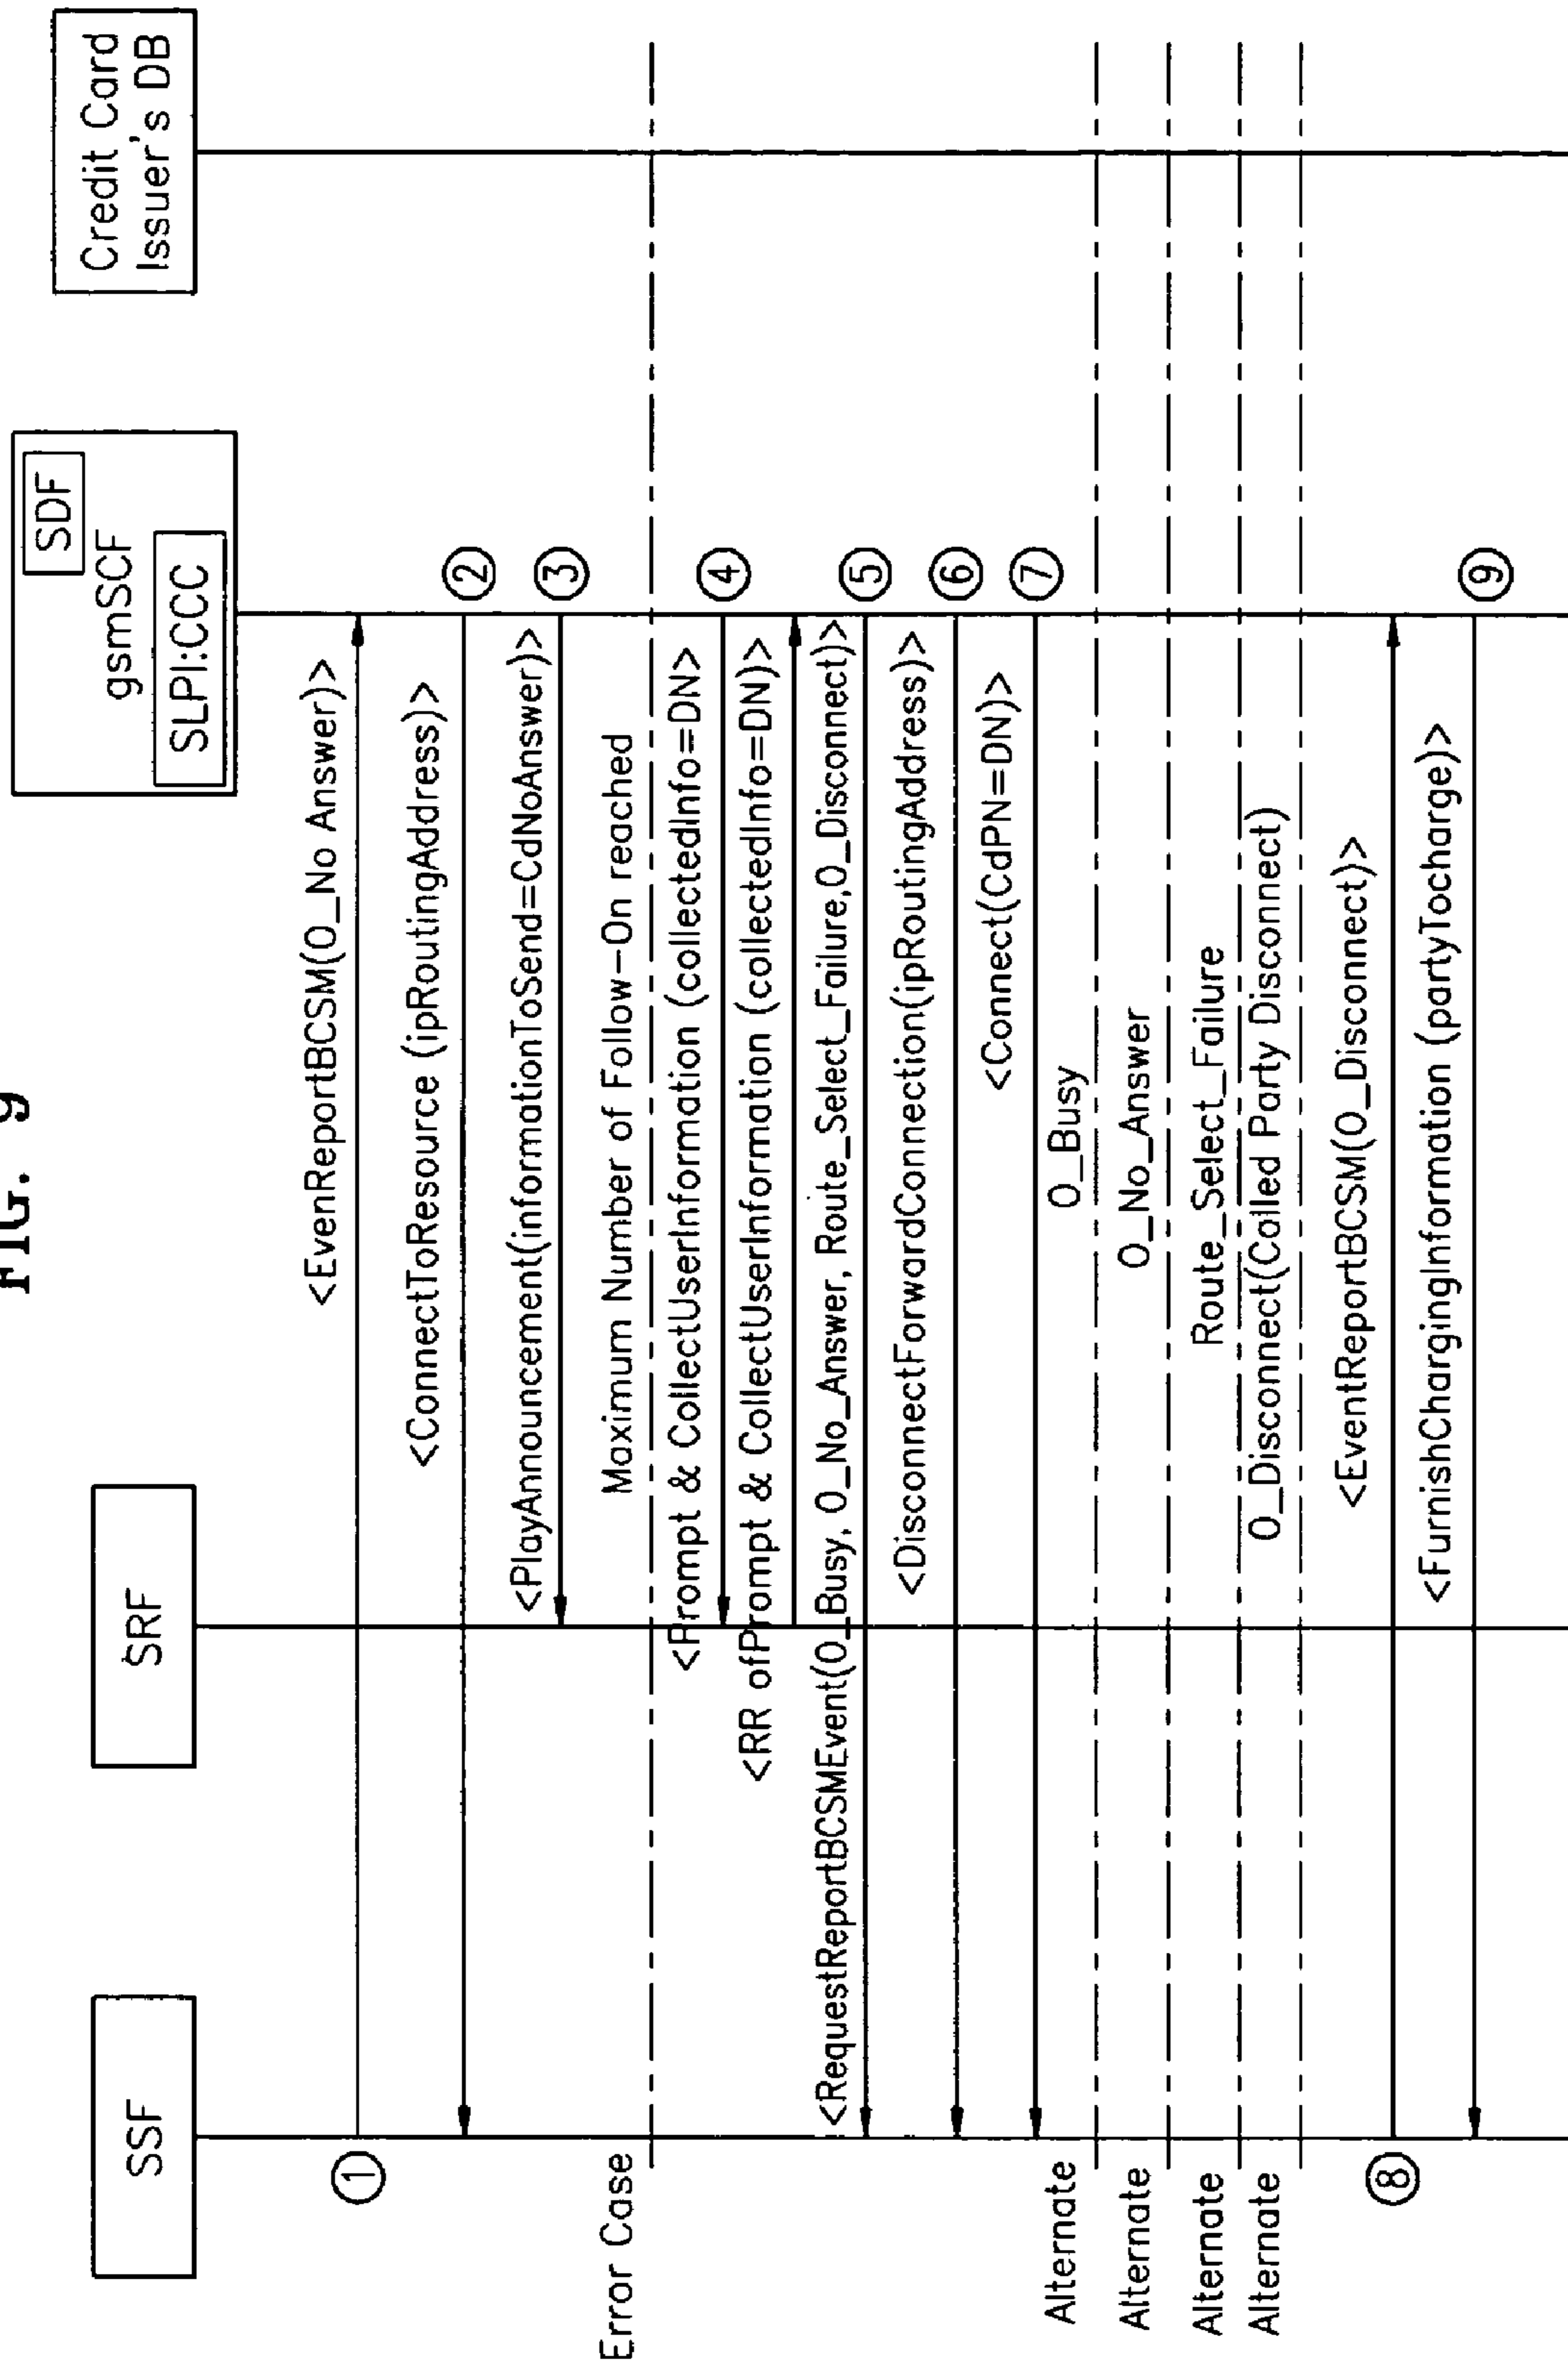 FIG. 9
SSF
SRF
SDF
gsmSCF
SLPI:CCC
Credit Card
Issuer's DB
①
<EvenReportBCSM(O_No Answer)>
<ConnectToResource (ipRoutingAddress)>
②
<PlayAnnouncement(informationToSend=CdNoAnswer)>
③
Error Case
Maximum Number of Follow-On reached
<Prompt & CollectUserInformation (collectedInfo=DN>
④
<RR ofPrompt & CollectUserInformation (collectedInfo=DN)>
<RequestReportBCSMEvent(O_Busy, O_No_Answer, Route_Select_Failure,O_Disconnect)>
⑤
<DisconnectForwardConnection(ipRoutingAddress)>
⑥
<Connect(CdPN=DN)>
⑦
Alternate
O_Busy
Alternate
O_No_Answer
Alternate
Route_Select_Failure
Alternate
O_Disconnect(Called Party Disconnect)
⑧
<EventReportBCSM(O_Disconnect)>
<FurnishChargingInformation (partyTocharge)>
⑨